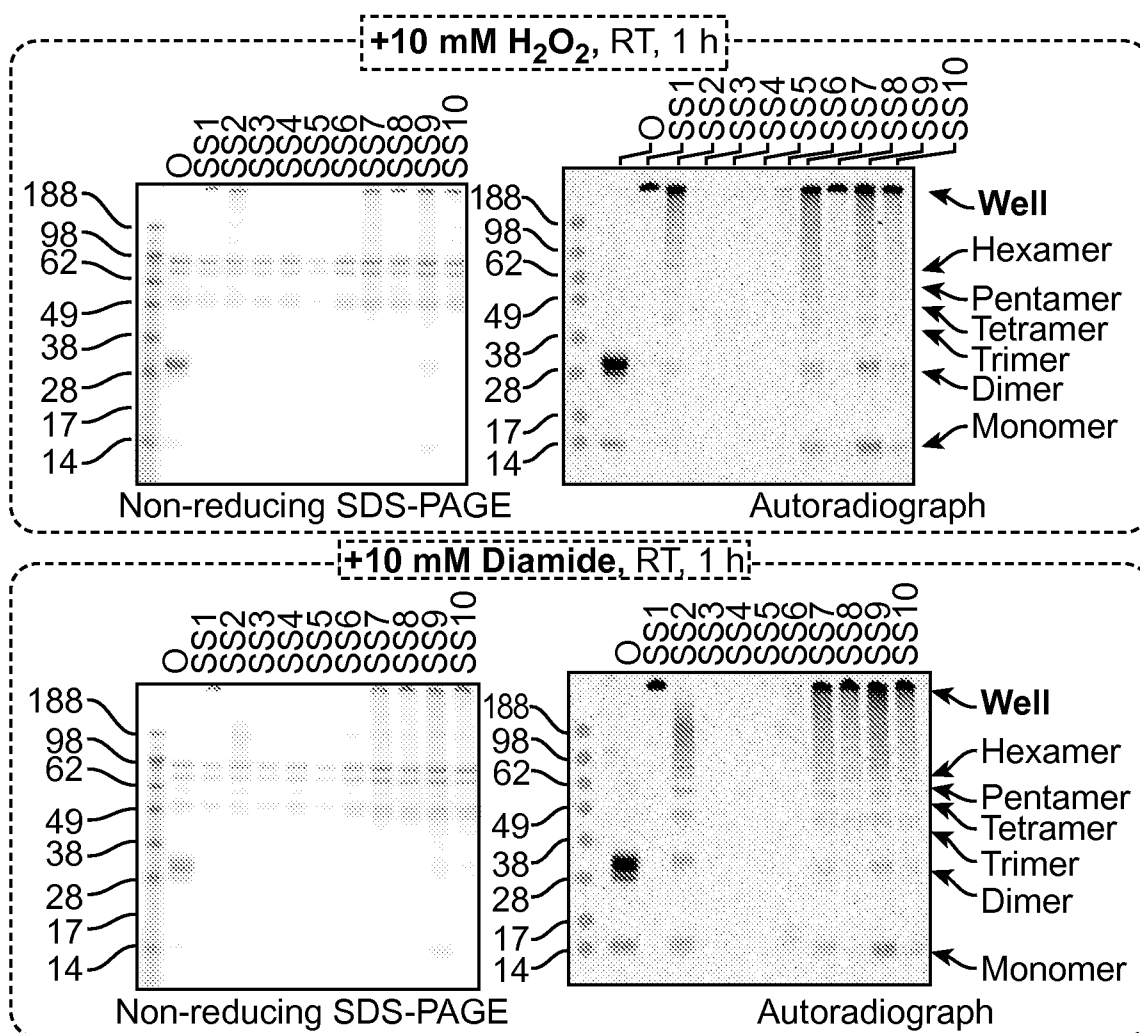 +10 mM H₂O₂, RT, 1 h
O SS1 SS2 SS3 SS4 SS5 SS6 SS7 SS8 SS9 SS10
188
98
62
49
38
28
17
14
Non-reducing SDS-PAGE
O SS1 SS2 SS3 SS4 SS5 SS6 SS7 SS8 SS9 SS10
188
98
62
49
38
28
17
14
Well
Hexamer
Pentamer
Tetramer
Trimer
Dimer
Monomer
Autoradiograph
+10 mM Diamide, RT, 1 h
O SS1 SS2 SS3 SS4 SS5 SS6 SS7 SS8 SS9 SS10
188
98
62
49
38
28
17
14
Non-reducing SDS-PAGE
O SS1 SS2 SS3 SS4 SS5 SS6 SS7 SS8 SS9 SS10
188
98
62
49
38
28
17
14
Well
Hexamer
Pentamer
Tetramer
Trimer
Dimer
Monomer
Autoradiograph